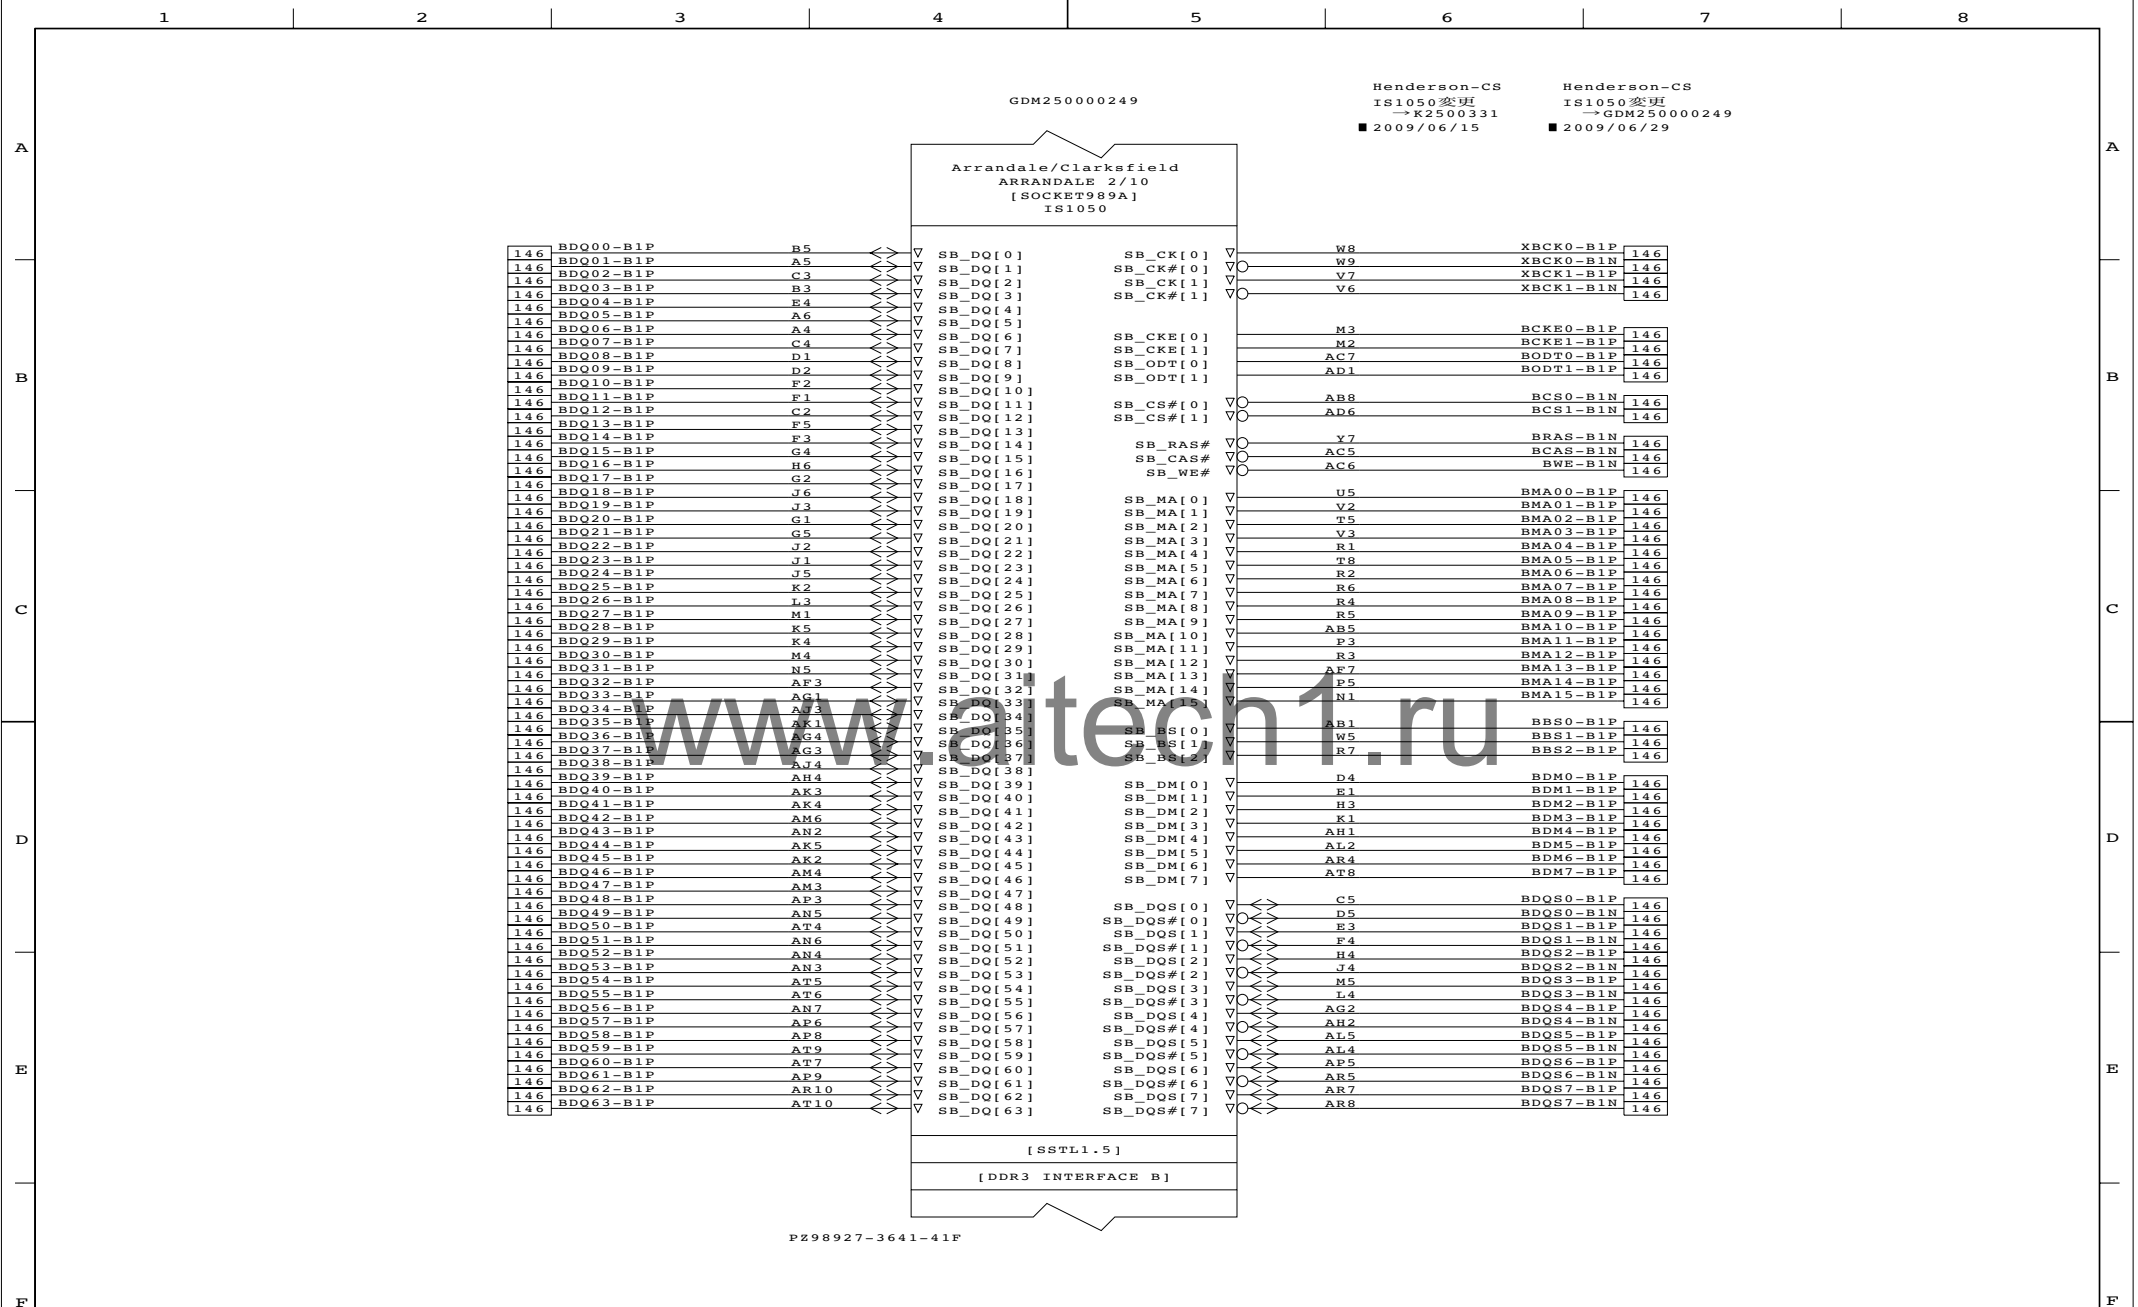 1 2 3 4 5 6 7 8
GDM250000249
Henderson-CS
IS1050変更
→K2500331
■2009/06/15
Henderson-CS
IS1050変更
→GDM250000249
■2009/06/29
A A
B B
C C
D D
E E
F F
Arrandale/Clarksfield
ARRANDALE 2/10
[SOCKET989A]
IS1050
146 BDQ00-B1P B5 SB_DQ[0]
146 BDQ01-B1P A5 SB_DQ[1]
146 BDQ02-B1P C3 SB_DQ[2]
146 BDQ03-B1P B3 SB_DQ[3]
146 BDQ04-B1P E4 SB_DQ[4]
146 BDQ05-B1P A6 SB_DQ[5]
146 BDQ06-B1P A4 SB_DQ[6]
146 BDQ07-B1P C4 SB_DQ[7]
146 BDQ08-B1P D1 SB_DQ[8]
146 BDQ09-B1P D2 SB_DQ[9]
146 BDQ10-B1P F2 SB_DQ[10]
146 BDQ11-B1P F1 SB_DQ[11]
146 BDQ12-B1P C2 SB_DQ[12]
146 BDQ13-B1P F5 SB_DQ[13]
146 BDQ14-B1P F3 SB_DQ[14]
146 BDQ15-B1P G4 SB_DQ[15]
146 BDQ16-B1P H6 SB_DQ[16]
146 BDQ17-B1P G2 SB_DQ[17]
146 BDQ18-B1P J6 SB_DQ[18]
146 BDQ19-B1P J3 SB_DQ[19]
146 BDQ20-B1P G1 SB_DQ[20]
146 BDQ21-B1P G5 SB_DQ[21]
146 BDQ22-B1P J2 SB_DQ[22]
146 BDQ23-B1P J1 SB_DQ[23]
146 BDQ24-B1P J5 SB_DQ[24]
146 BDQ25-B1P K2 SB_DQ[25]
146 BDQ26-B1P L3 SB_DQ[26]
146 BDQ27-B1P M1 SB_DQ[27]
146 BDQ28-B1P K5 SB_DQ[28]
146 BDQ29-B1P K4 SB_DQ[29]
146 BDQ30-B1P M4 SB_DQ[30]
146 BDQ31-B1P N5 SB_DQ[31]
146 BDQ32-B1P AF3 SB_DQ[32]
146 BDQ33-B1P AG1 SB_DQ[33]
146 BDQ34-B1P AJ3 SB_DQ[34]
146 BDQ35-B1P AK1 SB_DQ[35]
146 BDQ36-B1P AG4 SB_DQ[36]
146 BDQ37-B1P AG3 SB_DQ[37]
146 BDQ38-B1P AJ4 SB_DQ[38]
146 BDQ39-B1P AH4 SB_DQ[39]
146 BDQ40-B1P AK3 SB_DQ[40]
146 BDQ41-B1P AK4 SB_DQ[41]
146 BDQ42-B1P AM6 SB_DQ[42]
146 BDQ43-B1P AN2 SB_DQ[43]
146 BDQ44-B1P AK5 SB_DQ[44]
146 BDQ45-B1P AK2 SB_DQ[45]
146 BDQ46-B1P AM4 SB_DQ[46]
146 BDQ47-B1P AM3 SB_DQ[47]
146 BDQ48-B1P AP3 SB_DQ[48]
146 BDQ49-B1P AN5 SB_DQ[49]
146 BDQ50-B1P AT4 SB_DQ[50]
146 BDQ51-B1P AN6 SB_DQ[51]
146 BDQ52-B1P AN4 SB_DQ[52]
146 BDQ53-B1P AN3 SB_DQ[53]
146 BDQ54-B1P AT5 SB_DQ[54]
146 BDQ55-B1P AT6 SB_DQ[55]
146 BDQ56-B1P AN7 SB_DQ[56]
146 BDQ57-B1P AP6 SB_DQ[57]
146 BDQ58-B1P AP8 SB_DQ[58]
146 BDQ59-B1P AT9 SB_DQ[59]
146 BDQ60-B1P AT7 SB_DQ[60]
146 BDQ61-B1P AP9 SB_DQ[61]
146 BDQ62-B1P AR10 SB_DQ[62]
146 BDQ63-B1P AT10 SB_DQ[63]
SB_CK[0] W8 XBCK0-B1P 146
SB_CK#[0] W9 XBCK0-B1N 146
SB_CK[1] V7 XBCK1-B1P 146
SB_CK#[1] V6 XBCK1-B1N 146
SB_CKE[0] M3 BCKE0-B1P 146
SB_CKE[1] M2 BCKE1-B1P 146
SB_ODT[0] AC7 BODT0-B1P 146
SB_ODT[1] AD1 BODT1-B1P 146
SB_CS#[0] AB8 BCS0-B1N 146
SB_CS#[1] AD6 BCS1-B1N 146
SB_RAS# Y7 BRAS-B1N 146
SB_CAS# AC5 BCAS-B1N 146
SB_WE# AC6 BWE-B1N 146
SB_MA[0] U5 BMA00-B1P 146
SB_MA[1] V2 BMA01-B1P 146
SB_MA[2] T5 BMA02-B1P 146
SB_MA[3] V3 BMA03-B1P 146
SB_MA[4] R1 BMA04-B1P 146
SB_MA[5] T8 BMA05-B1P 146
SB_MA[6] R2 BMA06-B1P 146
SB_MA[7] R6 BMA07-B1P 146
SB_MA[8] R4 BMA08-B1P 146
SB_MA[9] R5 BMA09-B1P 146
SB_MA[10] AB5 BMA10-B1P 146
SB_MA[11] P3 BMA11-B1P 146
SB_MA[12] R3 BMA12-B1P 146
SB_MA[13] AF7 BMA13-B1P 146
SB_MA[14] P5 BMA14-B1P 146
SB_MA[15] N1 BMA15-B1P 146
SB_BS[0] AB1 BBS0-B1P 146
SB_BS[1] W5 BBS1-B1P 146
SB_BS[2] R7 BBS2-B1P 146
SB_DM[0] D4 BDM0-B1P 146
SB_DM[1] E1 BDM1-B1P 146
SB_DM[2] H3 BDM2-B1P 146
SB_DM[3] K1 BDM3-B1P 146
SB_DM[4] AH1 BDM4-B1P 146
SB_DM[5] AL2 BDM5-B1P 146
SB_DM[6] AR4 BDM6-B1P 146
SB_DM[7] AT8 BDM7-B1P 146
SB_DQS[0] C5 BDQS0-B1P 146
SB_DQS#[0] D5 BDQS0-B1N 146
SB_DQS[1] E3 BDQS1-B1P 146
SB_DQS#[1] F4 BDQS1-B1N 146
SB_DQS[2] H4 BDQS2-B1P 146
SB_DQS#[2] J4 BDQS2-B1N 146
SB_DQS[3] M5 BDQS3-B1P 146
SB_DQS#[3] L4 BDQS3-B1N 146
SB_DQS[4] AG2 BDQS4-B1P 146
SB_DQS#[4] AH2 BDQS4-B1N 146
SB_DQS[5] AL5 BDQS5-B1P 146
SB_DQS#[5] AL4 BDQS5-B1N 146
SB_DQS[6] AP5 BDQS6-B1P 146
SB_DQS#[6] AR5 BDQS6-B1N 146
SB_DQS[7] AR7 BDQS7-B1P 146
SB_DQS#[7] AR8 BDQS7-B1N 146
www.aitech1.ru
[SSTL1.5]
[DDR3 INTERFACE B]
PZ98927-3641-41F